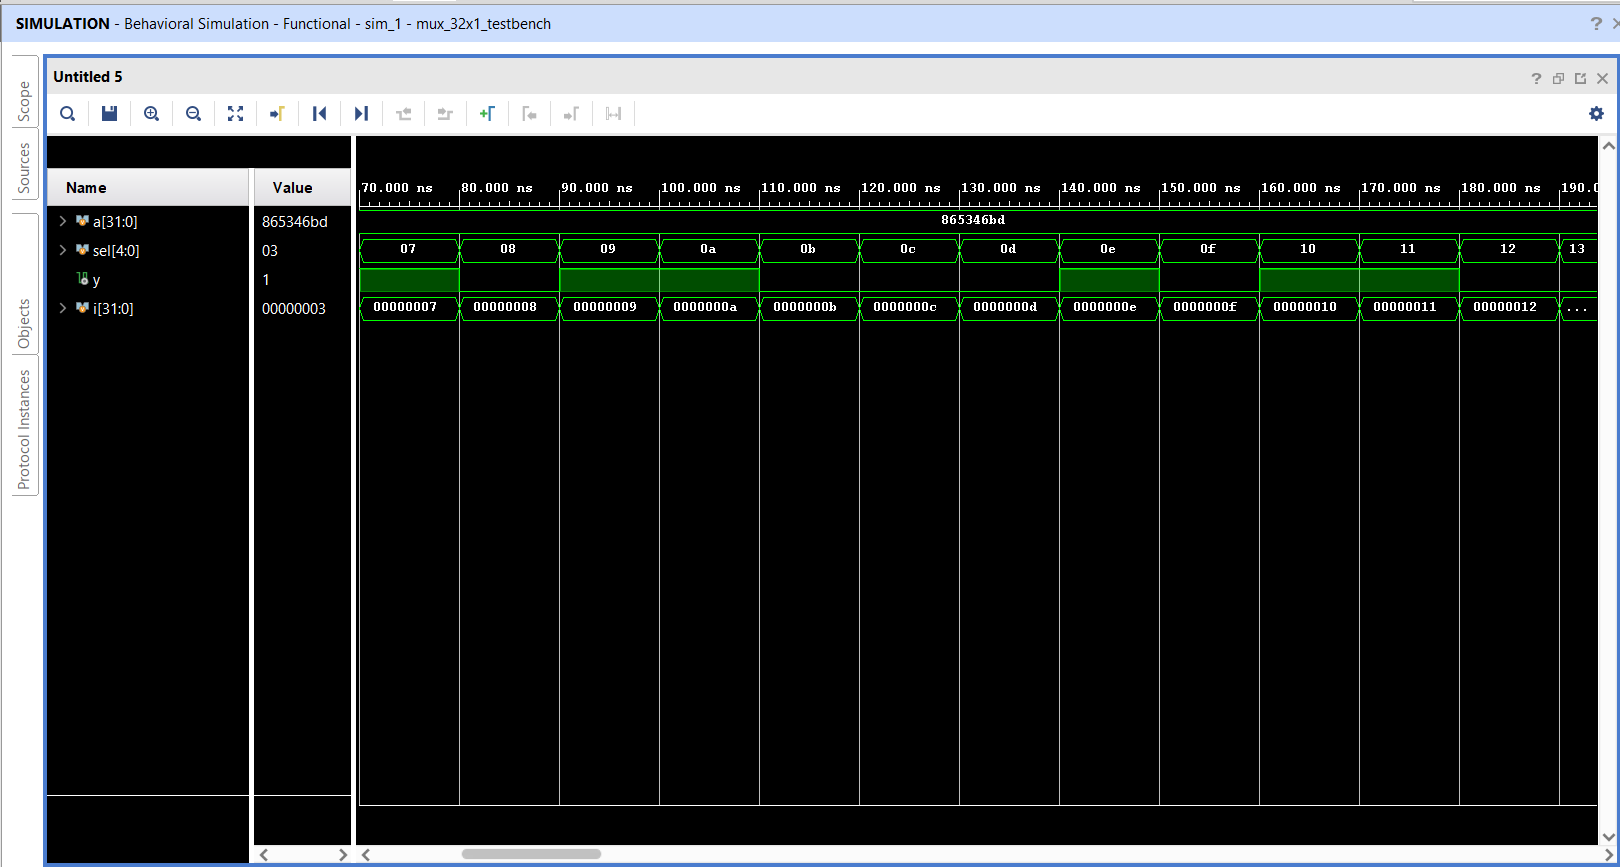 SIMULATION - Behavioral Simulation - Functional - sim_1 - mux_32x1_testbench
?
Scope
Sources
Objects
Protocol Instances
Untitled 5
?
Name Value
70.000 ns 80.000 ns 90.000 ns 100.000 ns 110.000 ns 120.000 ns 130.000 ns 140.000 ns 150.000 ns 160.000 ns 170.000 ns 180.000 ns 190.0
a[31:0] 865346bd 865346bd
sel[4:0] 03 07 08 09 0a 0b 0c 0d 0e 0f 10 11 12 13
y 1
i[31:0] 00000003 00000007 00000008 00000009 0000000a 0000000b 0000000c 0000000d 0000000e 0000000f 00000010 00000011 00000012 ...